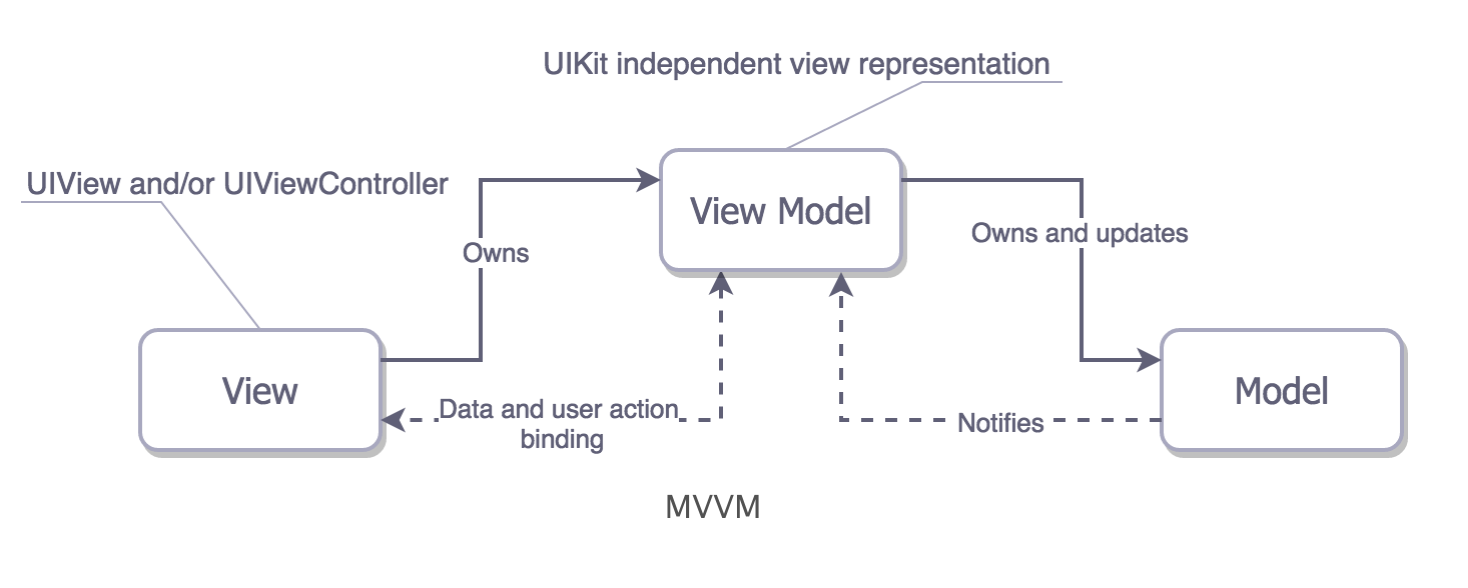 UIKit independent view representation
UIView and/or UIViewController
View Model
Owns
Owns and updates
View
Data and user action
binding
Notifies
Model
MVVM